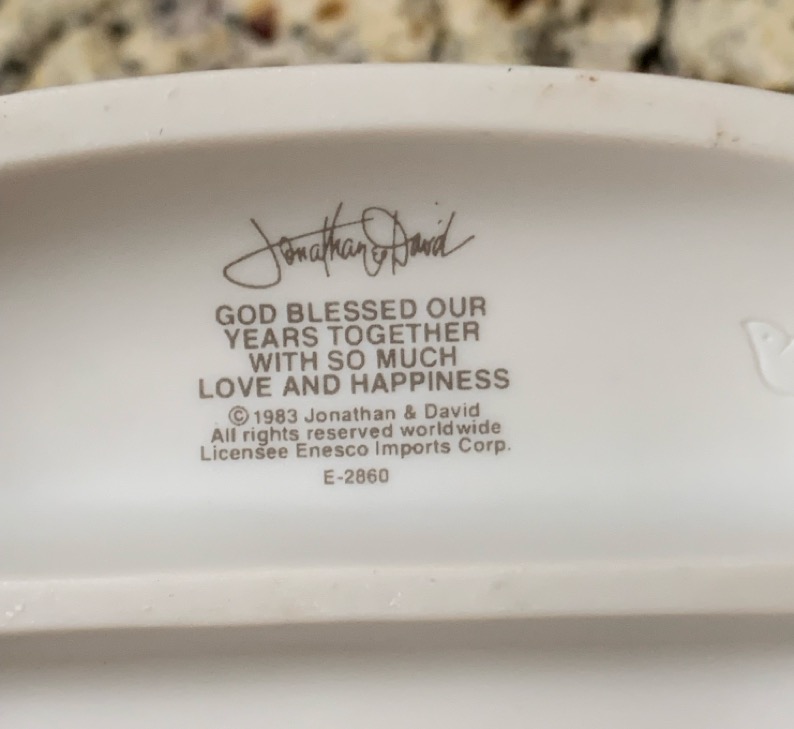 Jonathan & David
GOD BLESSED OUR
YEARS TOGETHER
WITH SO MUCH
LOVE AND HAPPINESS
© 1983 Jonathan & David
All rights reserved worldwide
Licensee Enesco Imports Corp.
E-2860